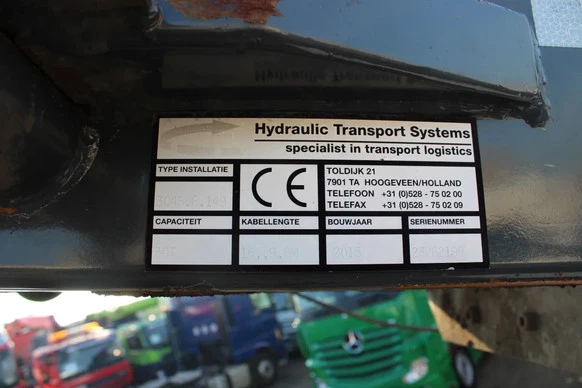 Hydraulic Transport Systems
specialist in transport logistics
TYPE INSTALLATIE
CE
TOLDIJK 21
7901 TA HOOGEVEEN/HOLLAND
TELEFOON +31 (0)528 - 75 02 00
TELEFAX +31 (0)528 - 75 02 09
CAPACITEIT
KABELLENGTE
BOUWJAAR
SERIENUMMER